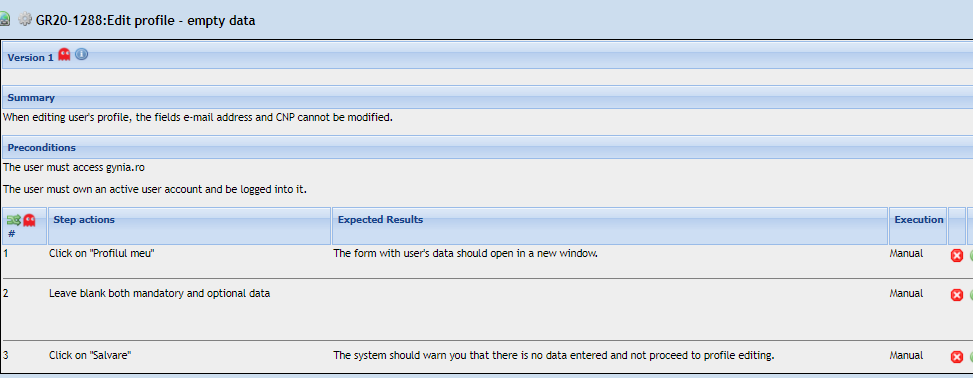 GR20-1288:Edit profile - empty data
Version 1
Summary
When editing user's profile, the fields e-mail address and CNP cannot be modified.
Preconditions
The user must access gynia.ro
The user must own an active user account and be logged into it.
# Step actions Expected Results Execution
1 Click on "Profilul meu" The form with user's data should open in a new window. Manual
2 Leave blank both mandatory and optional data Manual
3 Click on "Salvare" The system should warn you that there is no data entered and not proceed to profile editing. Manual